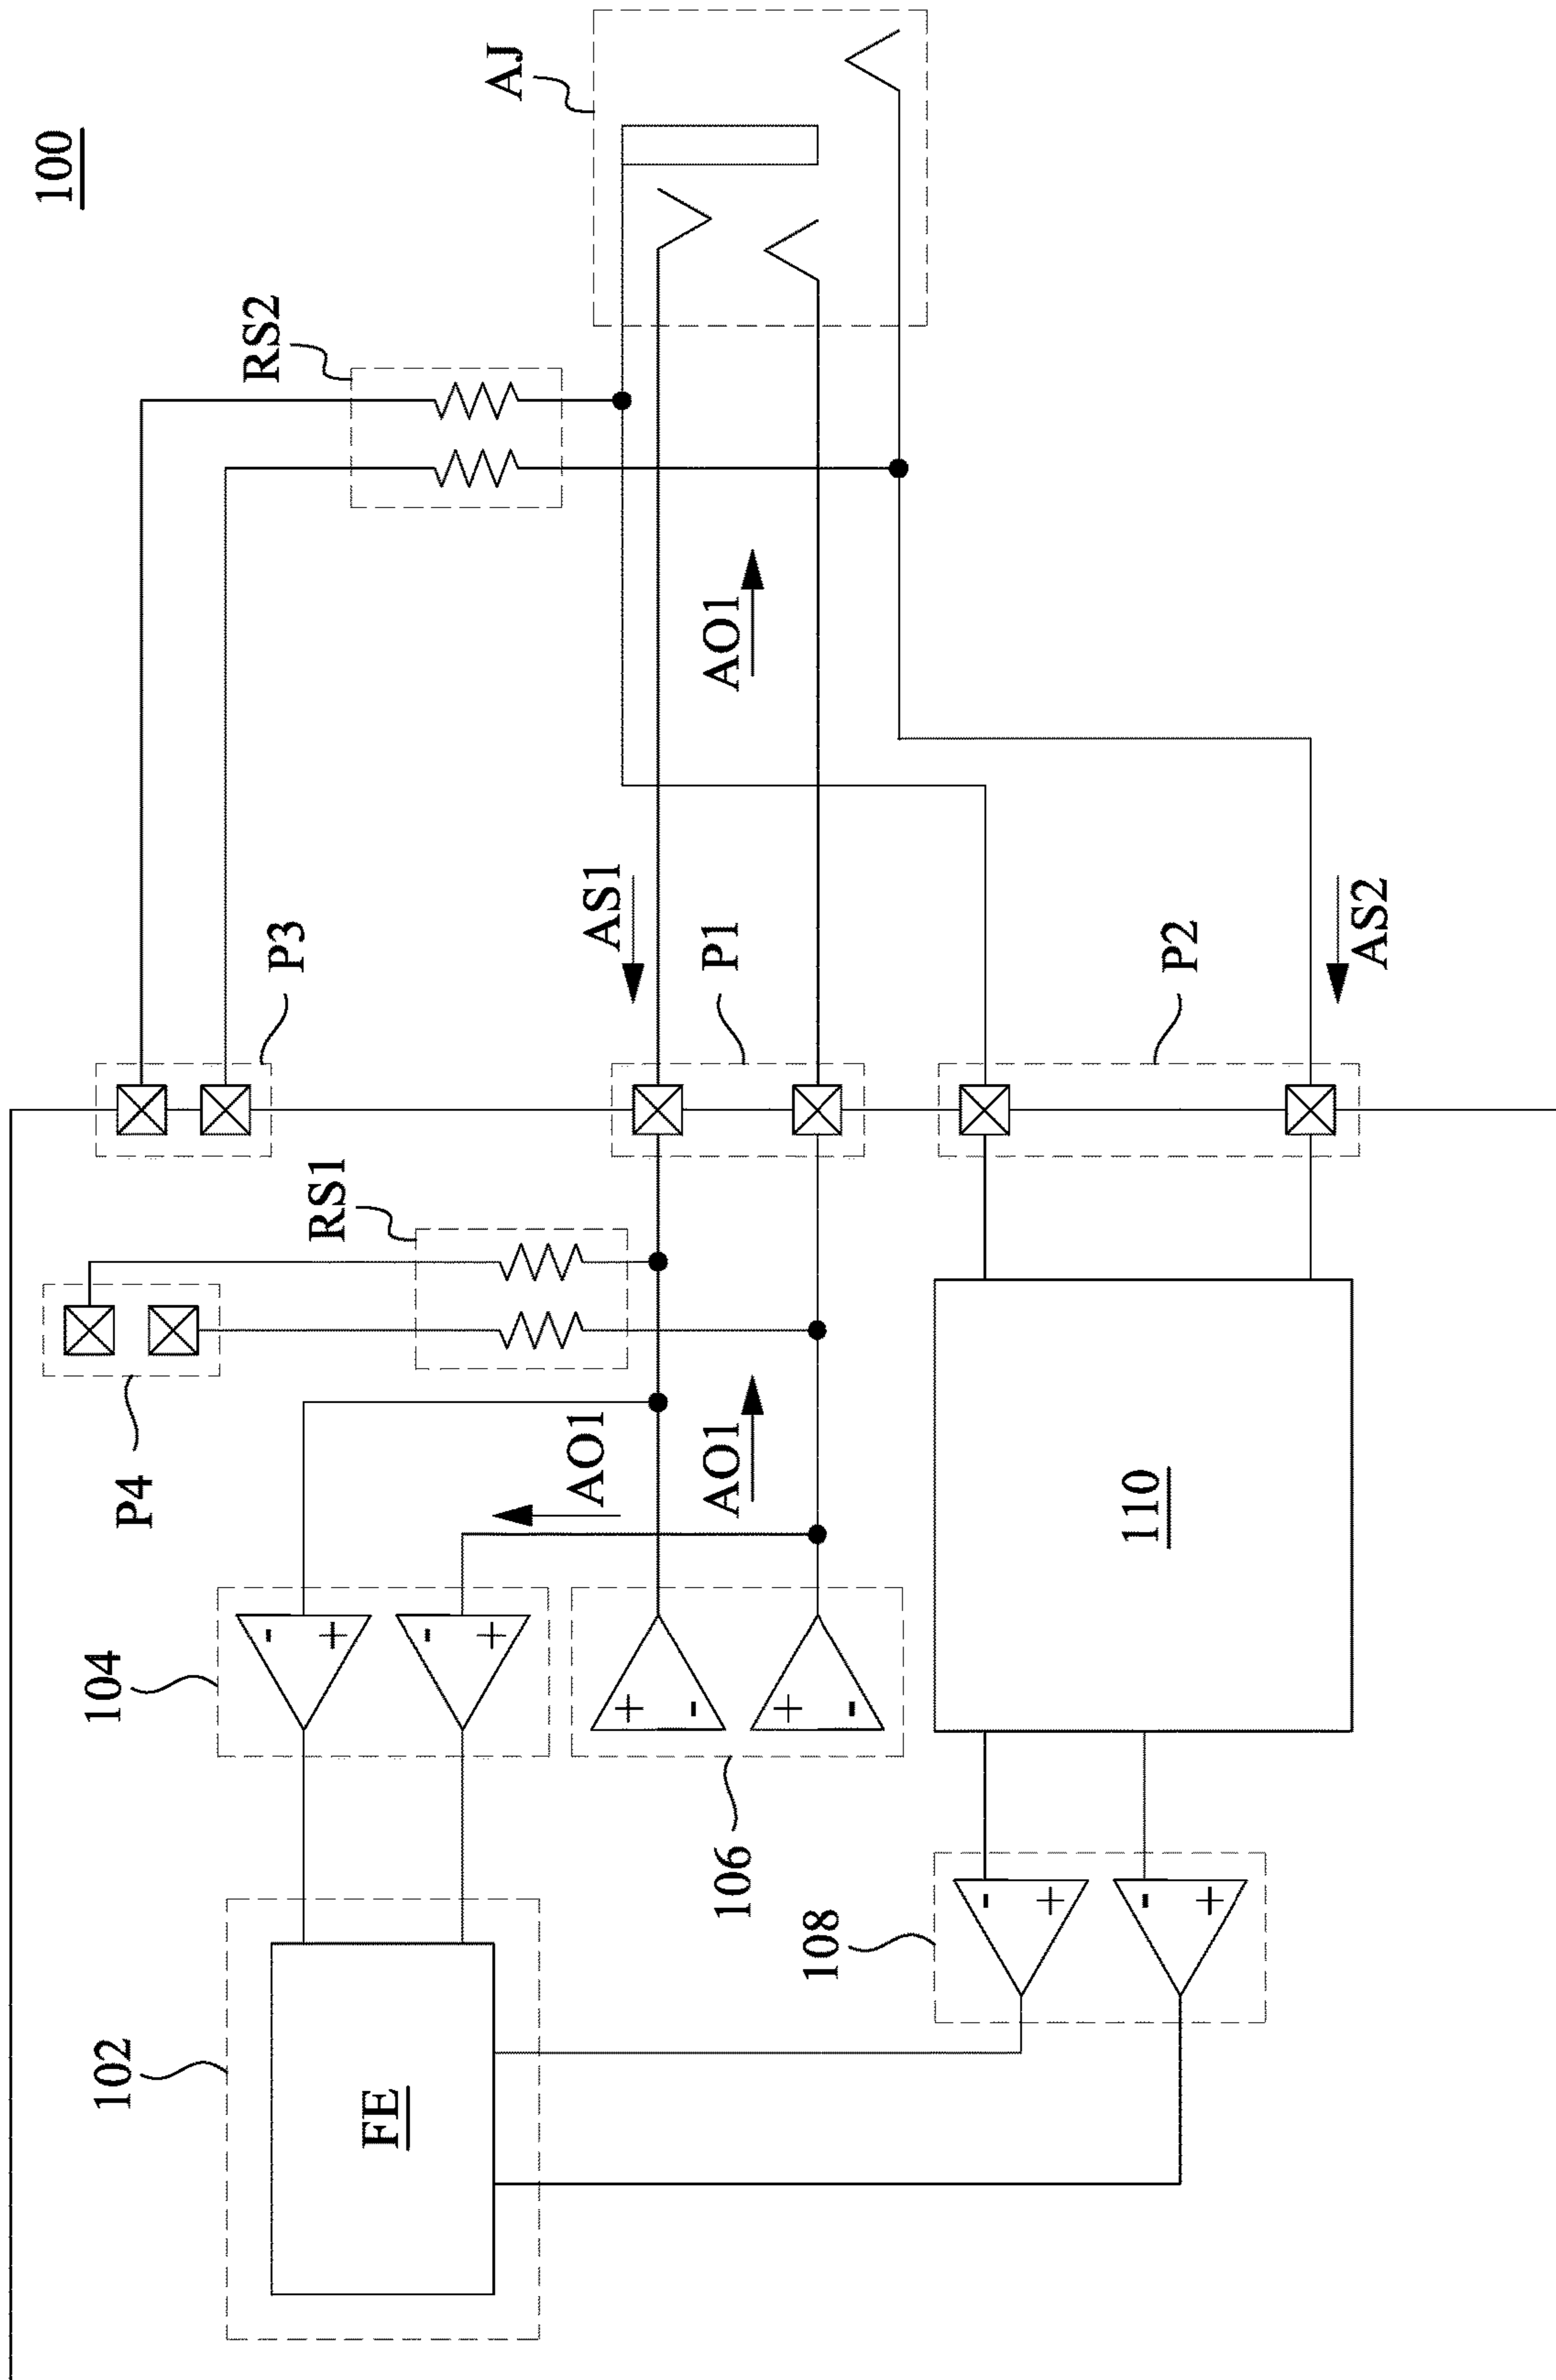 100
P4
P3
RS2
AJ
RS1
104
102
FE
AO1
AS1
AO1
P1
AO1
106
108
110
P2
AS2
-
+
-
+
+
-
+
-
-
+
-
+